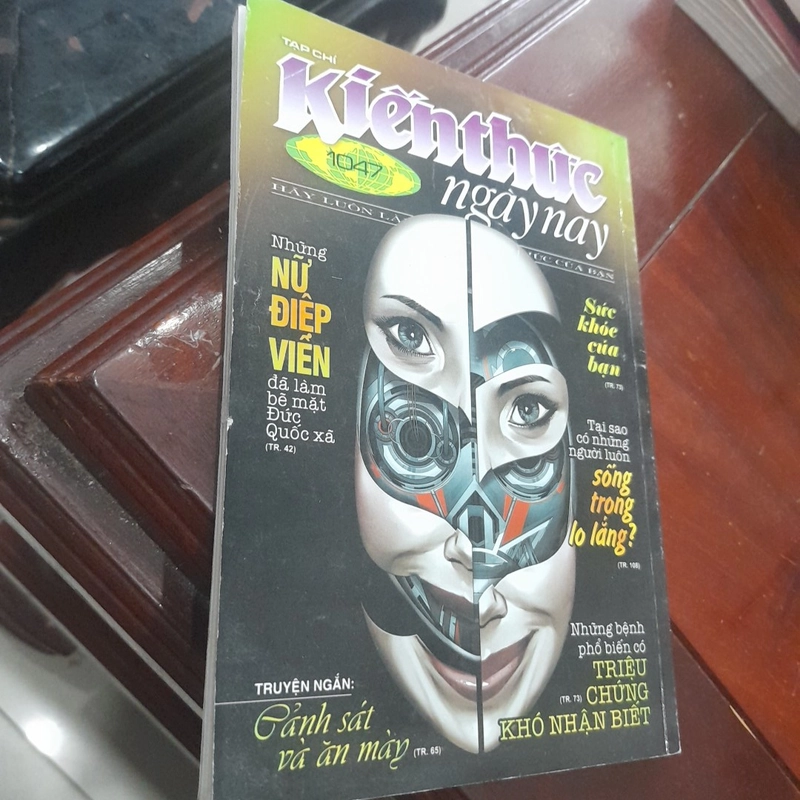 TẠP CHÍ
Kiến thức
1047
ngày nay
HÃY LUÔN LÀ
THỨC CỦA BẠN
Những
NỮ
ĐIỆP
VIÊN
đã làm
bẽ mặt
Đức
Quốc xã
(TR. 42)
Sức
khỏe
của
bạn
(TR. 73)
Tại sao
có những
người luôn
sống
trong
lo lắng?
(TR. 108)
Những bệnh
phổ biến có
TRIỆU
(TR. 73) CHỨNG
KHÓ NHẬN BIẾT
TRUYỆN NGẮN:
Cảnh sát
và ăn mày (TR. 65)